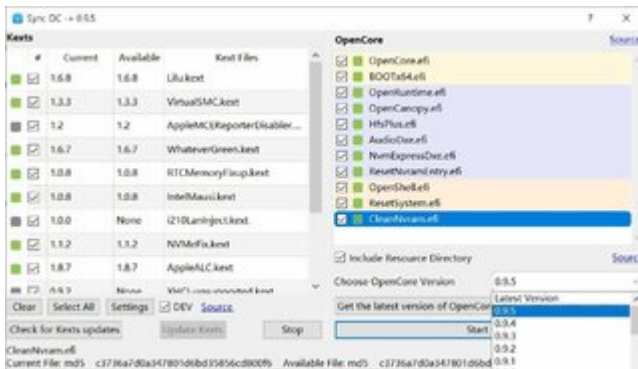 Sync OC -> 0.9.5
? X
Kexts
# Current Available Kext Files
1.6.8 1.6.8 Lilu.kext
1.3.3 1.3.3 VirtualSMC.kext
1.2 1.2 AppleMCEReporterDisabler...
1.6.7 1.6.7 WhateverGreen.kext
1.0.8 1.0.8 RTCMemoryFixup.kext
1.0.8 1.0.8 IntelMausi.kext
1.0.0 None i210LanInject.kext
1.1.2 1.1.2 NVMeFix.kext
1.8.7 1.8.7 AppleALC.kext
0.9.2 None XHCI-unsupported.kext
Clear Select All Settings DEV Source
Check for Kexts updates Update Kexts Stop
OpenCore Source
OpenCore.efi
BOOTx64.efi
OpenRuntime.efi
OpenCanopy.efi
HfsPlus.efi
AudioDxe.efi
NvmExpressDxe.efi
ResetNvramEntry.efi
OpenShell.efi
ResetSystem.efi
CleanNvram.efi
Include Resource Directory Source
Choose OpenCore Version 0.9.5
Latest Version
0.9.5
0.9.4
0.9.3
0.9.2
0.9.1
Get the latest version of OpenCor
Start
CleanNvram.efi
Current File: md5 Available File: md5